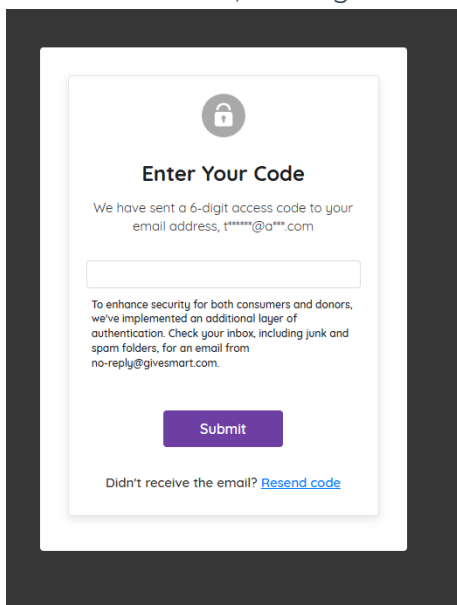 Enter Your Code
We have sent a 6-digit access code to your
email address, t******@a***.com
To enhance security for both consumers and donors,
we've implemented an additional layer of
authentication. Check your inbox, including junk and
spam folders, for an email from
no-reply@givesmart.com.
Submit
Didn't receive the email? Resend code